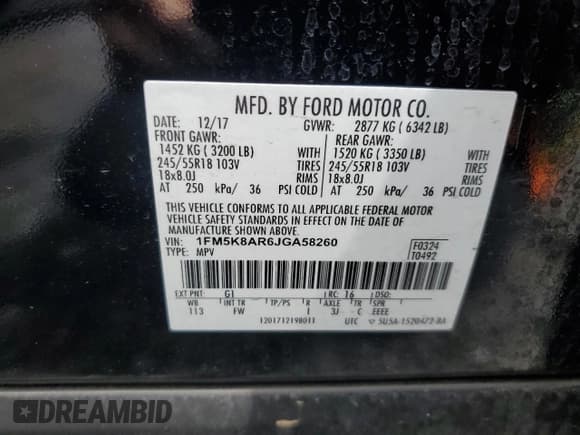 MFD. BY FORD MOTOR CO.
DATE: 12/17 GVWR: 2877 KG ( 6342 LB)
FRONT GAWR: REAR GAWR:
1452 KG ( 3200 LB) WITH 1520 KG ( 3350 LB) WITH
245/55R18 103V TIRES 245/55R18 103V TIRES
18x8.0J RIMS 18x8.0J RIMS
AT 250 kPa/ 36 PSI COLD AT 250 kPa/ 36 PSI COLD
THIS VEHICLE CONFORMS TO ALL APPLICABLE FEDERAL MOTOR
VEHICLE SAFETY STANDARDS IN EFFECT ON THE DATE OF
MANUFACTURE SHOWN ABOVE.
VIN: 1FM5K8AR6JGA58260 F0324
TYPE: MPV T0492
EXT PNT: G1 RC: 16 DSO:
WB INT TR TP/PS R AXLE TR SPR
113 FW I 3J C EEEE
1201712198011 UTC
DREAMBID